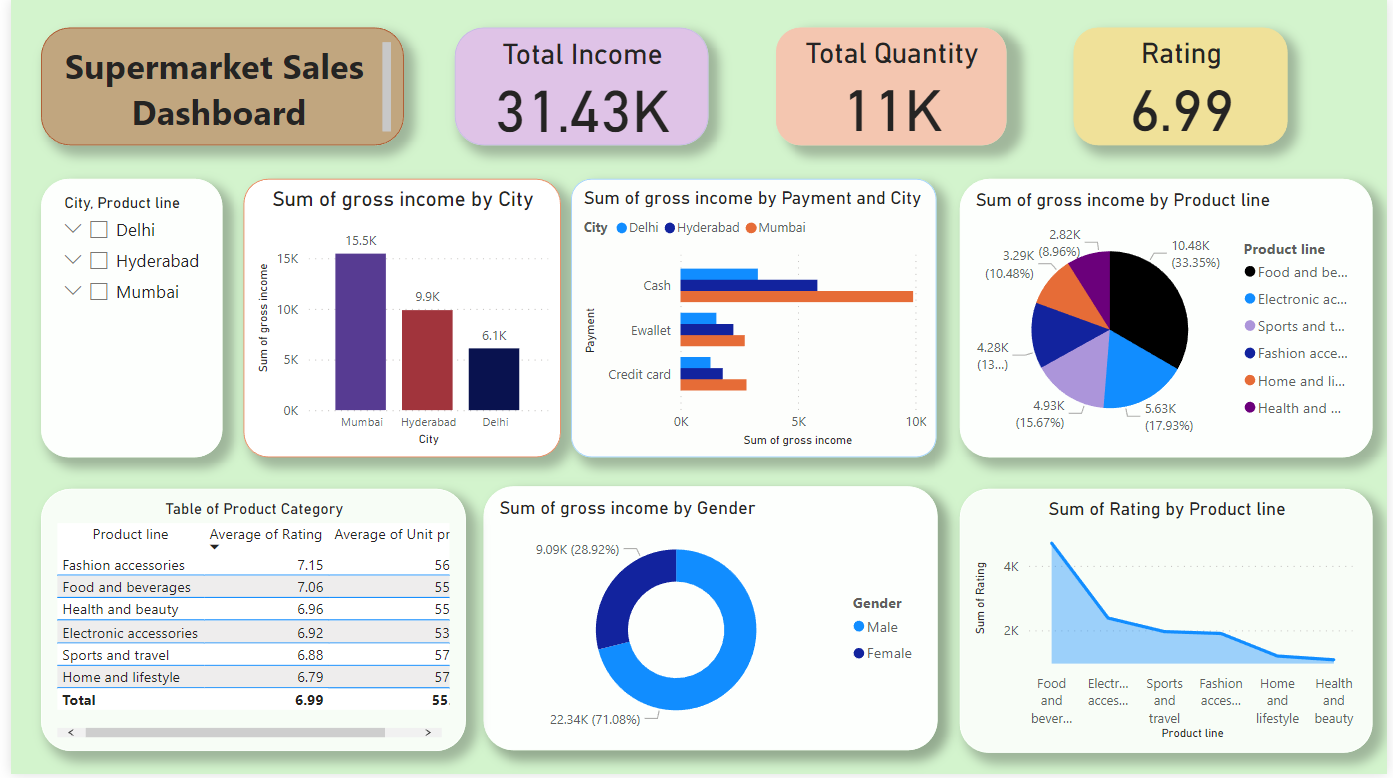 Supermarket Sales
Dashboard
Total Income
31.43K
Total Quantity
11K
Rating
6.99
City, Product line
Delhi
Hyderabad
Mumbai
Sum of gross income by City
Sum of gross income
15K
10K
5K
0K
15.5K
9.9K
6.1K
Mumbai Hyderabad Delhi
City
Sum of gross income by Payment and City
City Delhi Hyderabad Mumbai
Payment
Cash
Ewallet
Credit card
0K 5K 10K
Sum of gross income
Sum of gross income by Product line
10.48K
(33.35%)
5.63K
(17.93%)
4.93K
(15.67%)
4.28K
(13...)
3.29K
(10.48%)
2.82K
(8.96%)
Product line
Food and be...
Electronic ac...
Sports and t...
Fashion acce...
Home and li...
Health and ...
Table of Product Category
Product line Average of Rating Average of Unit pr
Fashion accessories 7.15 56
Food and beverages 7.06 55
Health and beauty 6.96 55
Electronic accessories 6.92 53
Sports and travel 6.88 57
Home and lifestyle 6.79 57
Total 6.99 55.
Sum of gross income by Gender
9.09K (28.92%)
22.34K (71.08%)
Gender
Male
Female
Sum of Rating by Product line
Sum of Rating
4K
2K
Food
and
bever...
Electr...
acces...
Sports
and
travel
Fashion
acces...
Home
and
lifestyle
Health
and
beauty
Product line